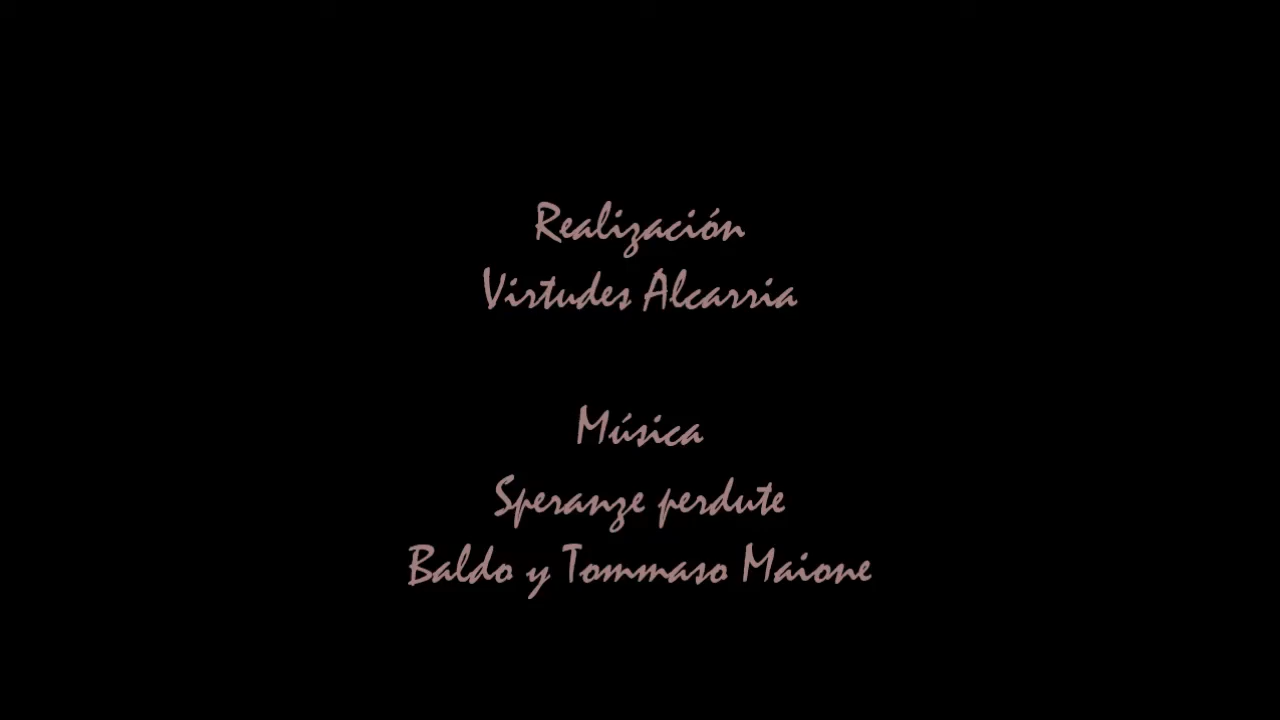 Realización
Virtudes Alcarria
Música
Speranze perdute
Baldo y Tommaso Maione